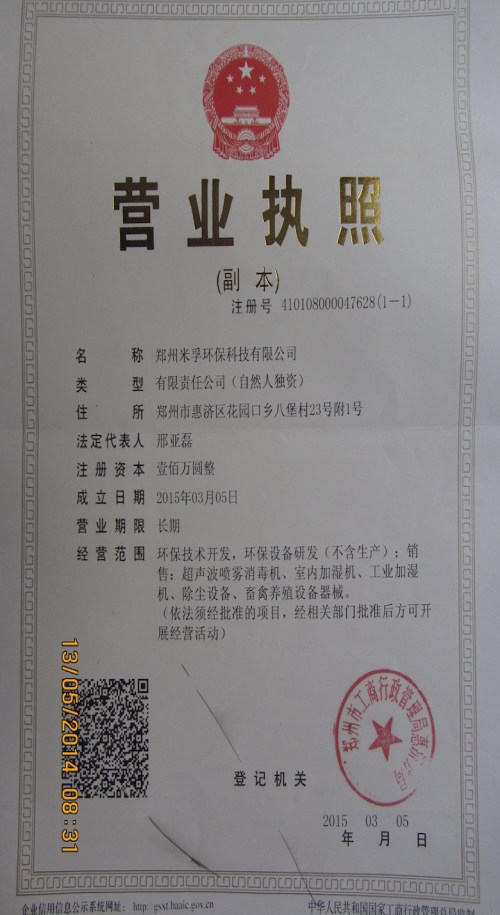 营业执照
(副 本)
注册号 410108000047628(1-1)
名 称 郑州米孚环保科技有限公司
类 型 有限责任公司（自然人独资）
住 所 郑州市惠济区花园口乡八堡村23号附1号
法定代表人 邢亚磊
注册资本 壹佰万圆整
成立日期 2015年03月05日
营业期限 长期
经营范围 环保技术开发，环保设备研发（不含生产）；销
售：超声波喷雾消毒机、室内加湿机、工业加湿
机、除尘设备、畜禽养殖设备器械。
（依法须经批准的项目，经相关部门批准后方可开
展经营活动）
13/05/2014 08:31
郑州市工商行政管理局惠济分局
登记机关
2015 03 05
年 月 日
企业信用信息公示系统网址： http: gsxt.haaic.gov.cn
中华人民共和国国家工商行政管理总局监制